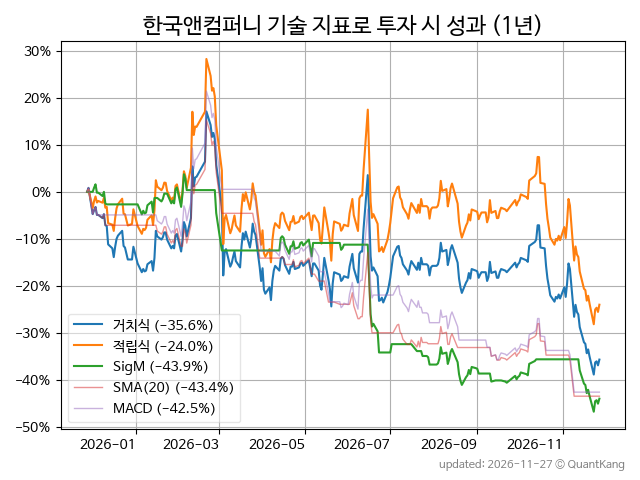 한국앤컴퍼니 기술 지표로 투자 시 성과 (1년)
30%
20%
10%
0%
−10%
−20%
−30%
−40%
−50%
거치식 (−35.6%)
적립식 (−24.0%)
SigM (−43.9%)
SMA(20) (−43.4%)
MACD (−42.5%)
2026-01 2026-03 2026-05 2026-07 2026-09 2026-11
updated: 2026-11-27 © QuantKang